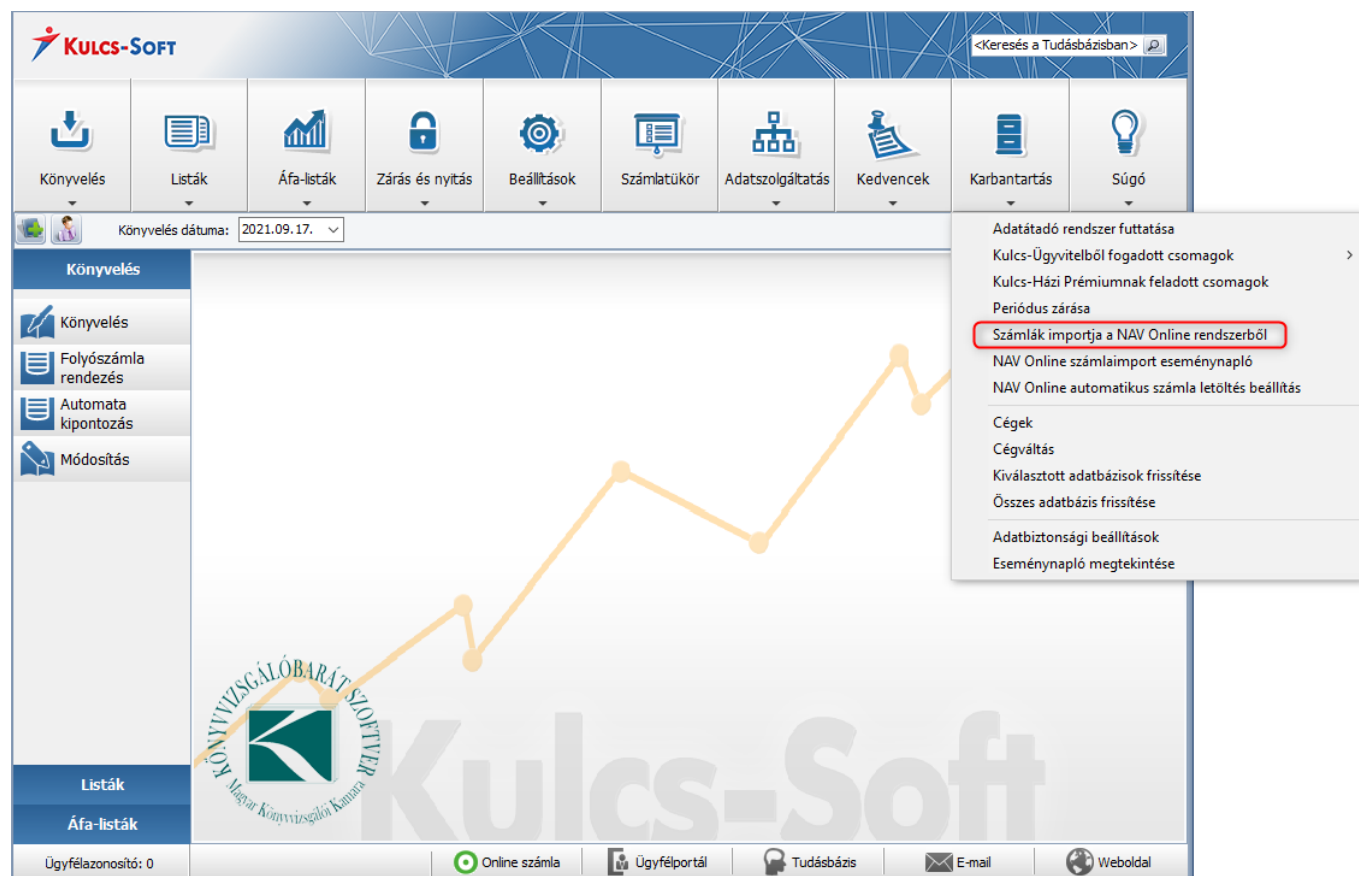 KULCS-SOFT
<Keresés a Tudásbázisban>
Könyvelés
Listák
Áfa-listák
Zárás és nyitás
Beállítások
Számlatükör
Adatszolgáltatás
Kedvencek
Karbantartás
Súgó
Könyvelés dátuma: 2021.09.17.
Adatátadó rendszer futtatása
Kulcs-Ügyvitelből fogadott csomagok
Kulcs-Házi Prémiumnak feladott csomagok
Periódus zárása
Számlák importja a NAV Online rendszerből
NAV Online számlaimport eseménynapló
NAV Online automatikus számla letöltés beállítás
Cégek
Cégváltás
Kiválasztott adatbázisok frissítése
Összes adatbázis frissítése
Adatbiztonsági beállítások
Eseménynapló megtekintése
Könyvelés
Könyvelés
Folyószámla
rendezés
Automata
kipontozás
Módosítás
KÖNYVVIZSGÁLÓBARÁT SZOFTVER
Magyar Könyvvizsgálói Kamara
Kulcs-Soft
Listák
Áfa-listák
Ügyfélazonosító: 0
Online számla
Ügyfélportál
Tudásbázis
E-mail
Weboldal